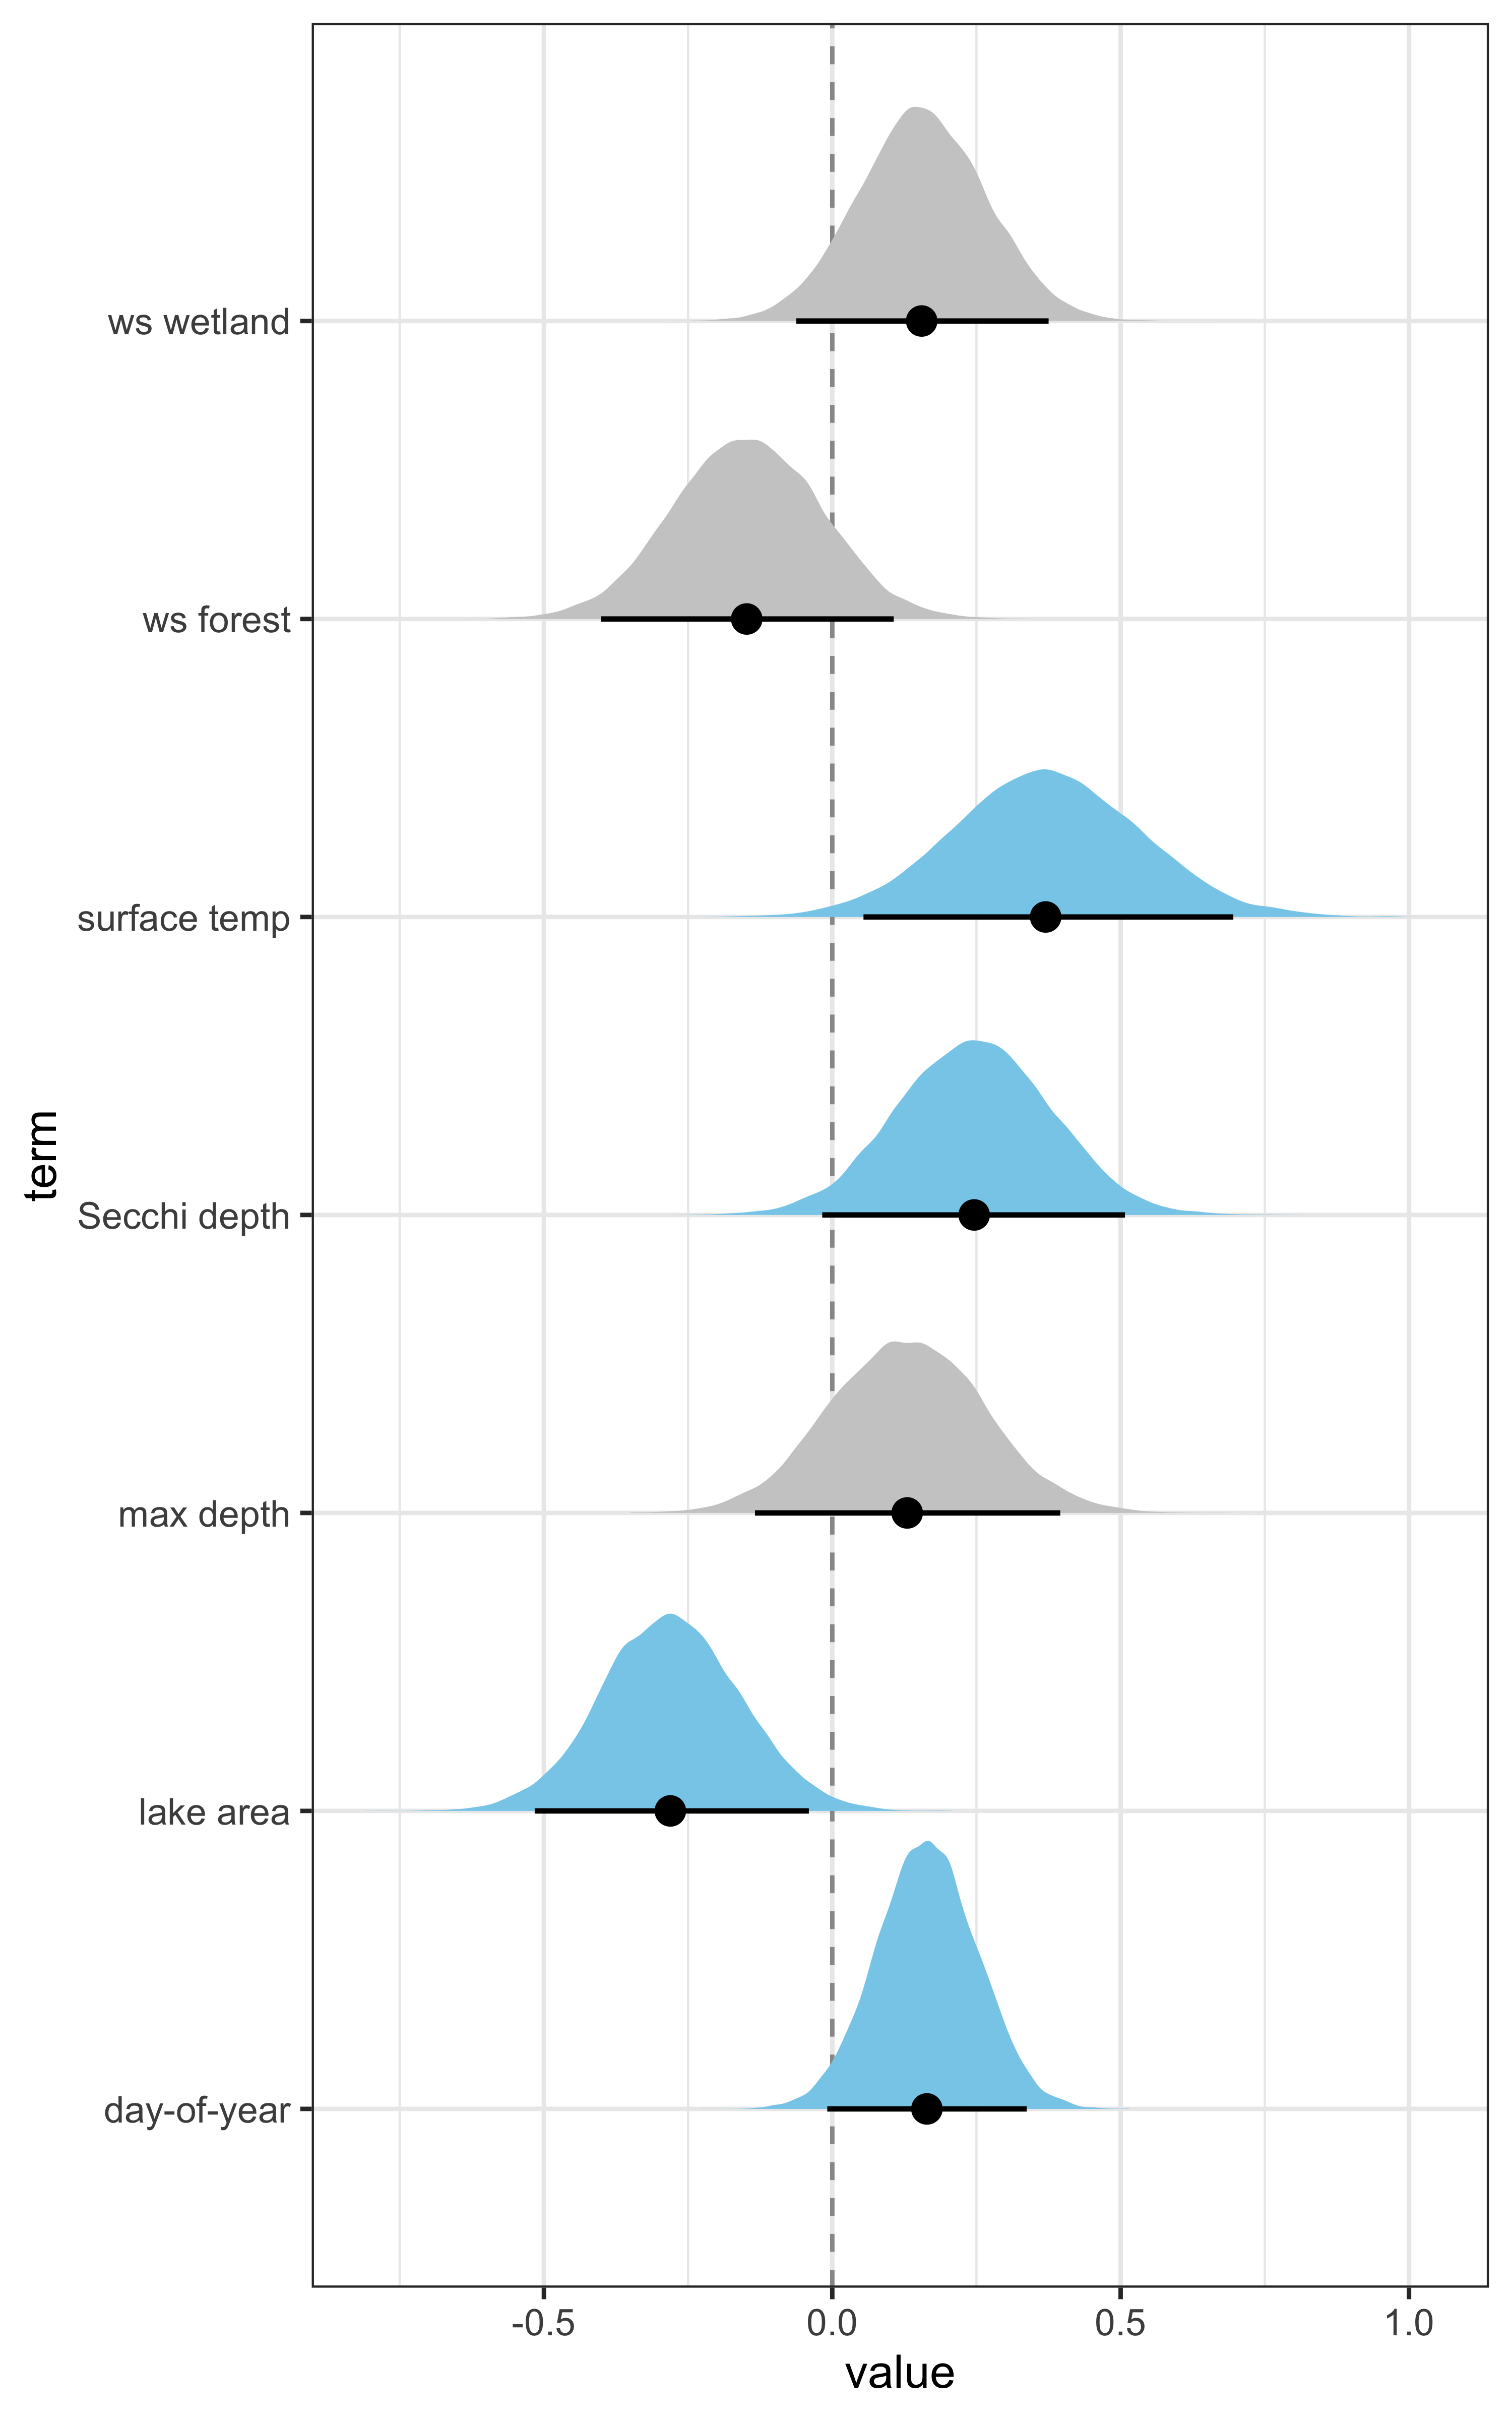 term
ws wetland
ws forest
surface temp
Secchi depth
max depth
lake area
day-of-year
-0.5 0.0 0.5 1.0
value